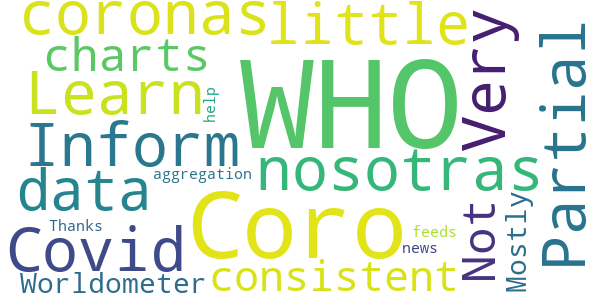 coronas
little
charts
Learn
help
WHO
Very
Partial
Inform
nosotras
data
aggregation
Coro
Not
Mostly
Thanks
Covid
feeds
news
Worldometer
consistent